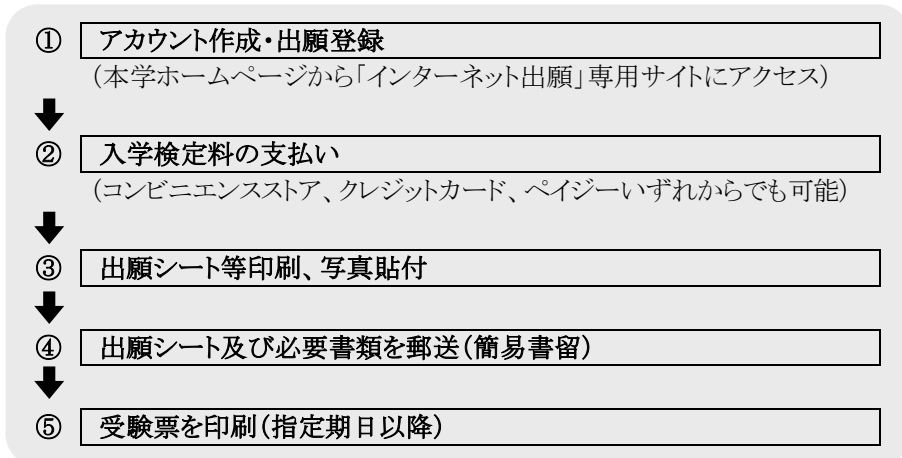 ① アカウント作成・出願登録
(本学ホームページから「インターネット出願」専用サイトにアクセス)
② 入学検定料の支払い
(コンビニエンスストア、クレジットカード、ペイジーいずれからでも可能)
③ 出願シート等印刷、写真貼付
④ 出願シート及び必要書類を郵送(簡易書留)
⑤ 受験票を印刷(指定期日以降)